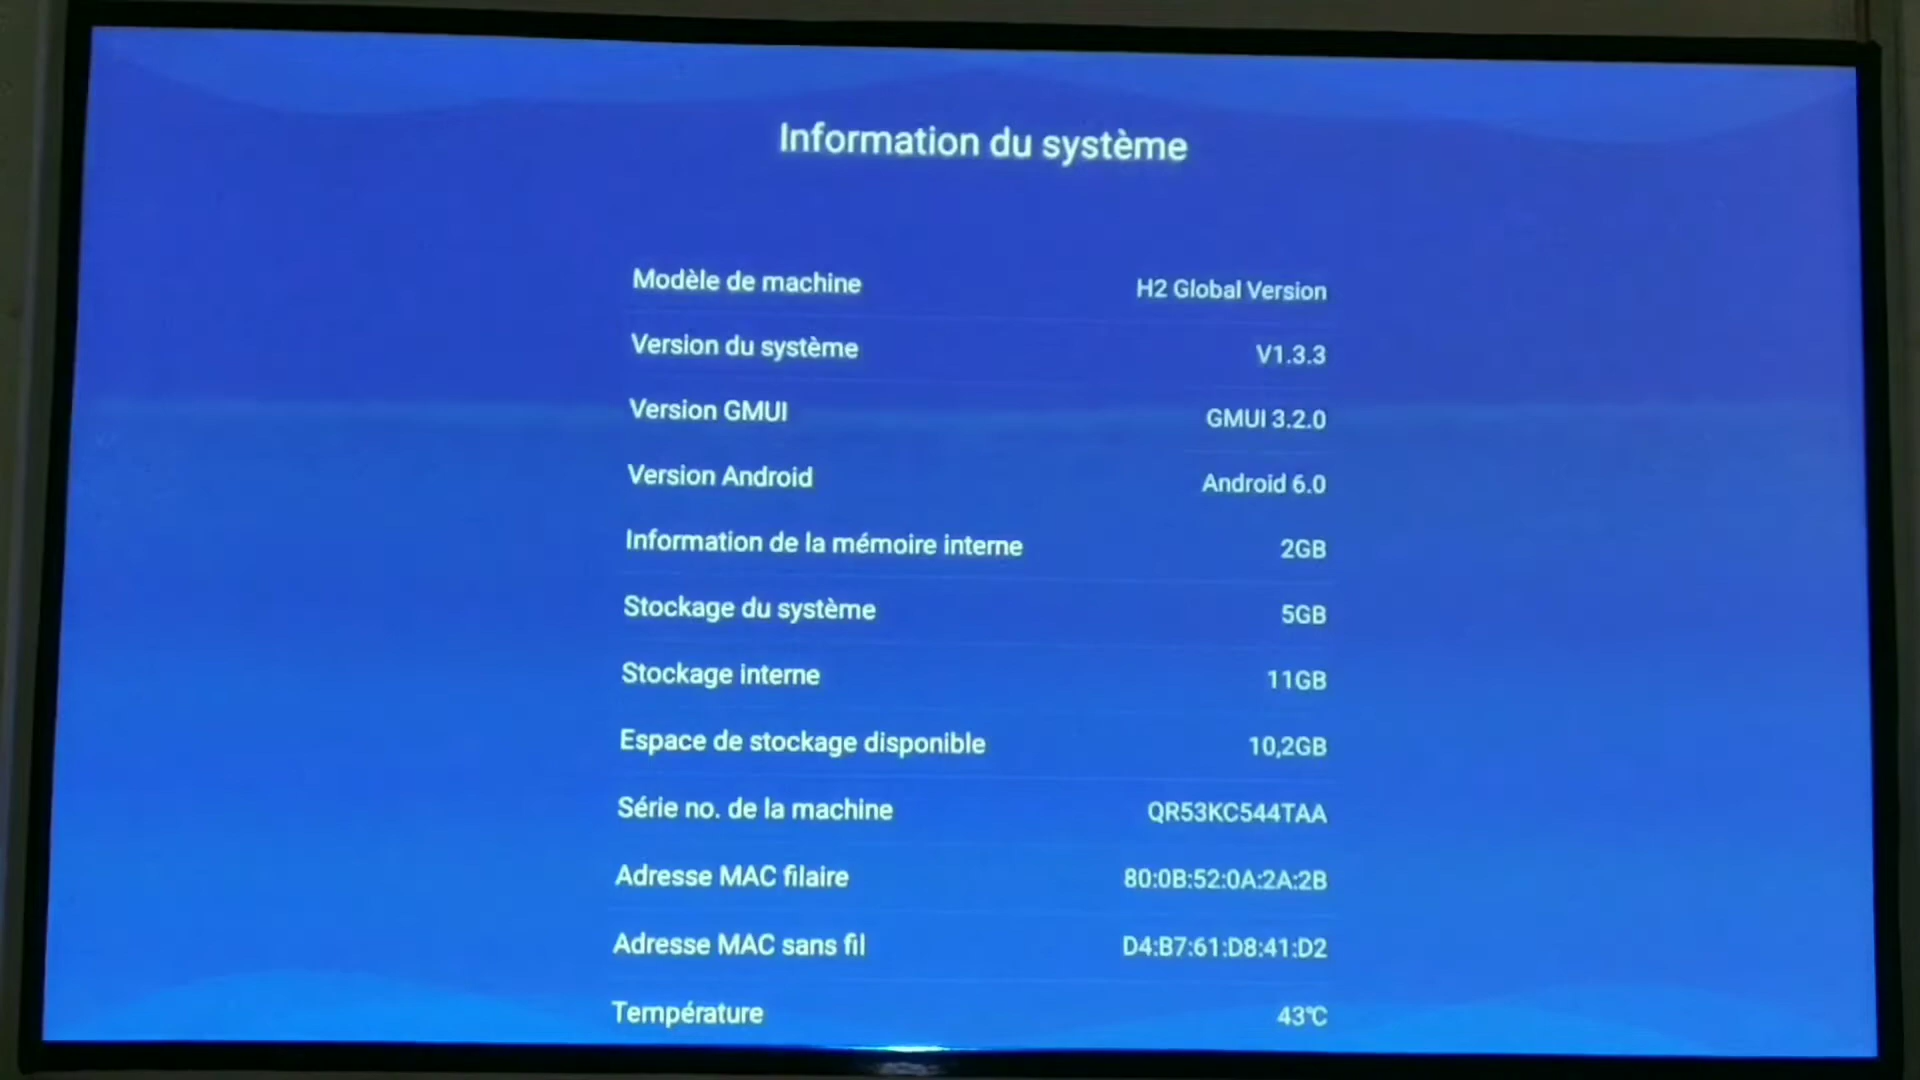 Information du système
Modèle de machine H2 Global Version
Version du système V1.3.3
Version GMUI GMUI 3.2.0
Version Android Android 6.0
Information de la mémoire interne 2GB
Stockage du système 5GB
Stockage interne 11GB
Espace de stockage disponible 10,2GB
Série no. de la machine QR53KC544TAA
Adresse MAC filaire 80:0B:52:0A:2A:2B
Adresse MAC sans fil D4:B7:61:D8:41:D2
Température 43℃